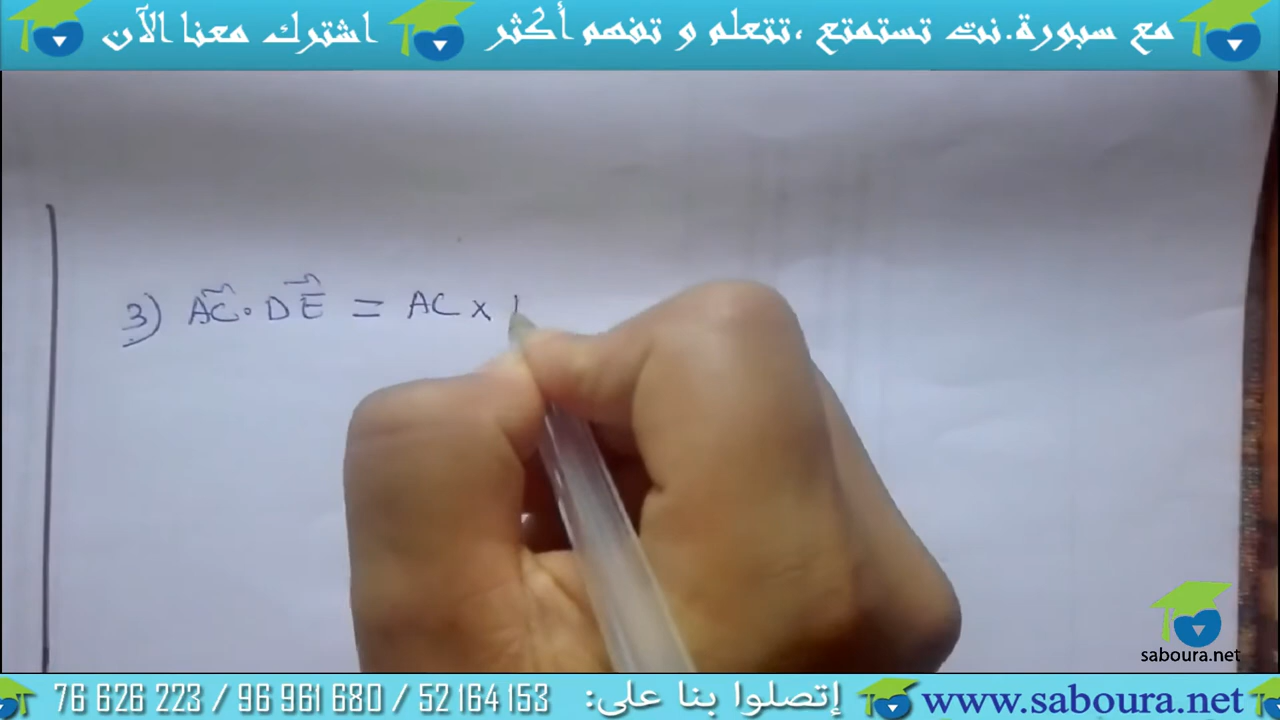 مع سبورة.نت تستمتع ،تتعلم و تفهم أكثر اشترك معنا الآن
3) AC⃗ . DE⃗ = AC x
saboura.net
76 626 223 / 96 961 680 / 52 164 153 إتصلوا بنا على: www.saboura.net